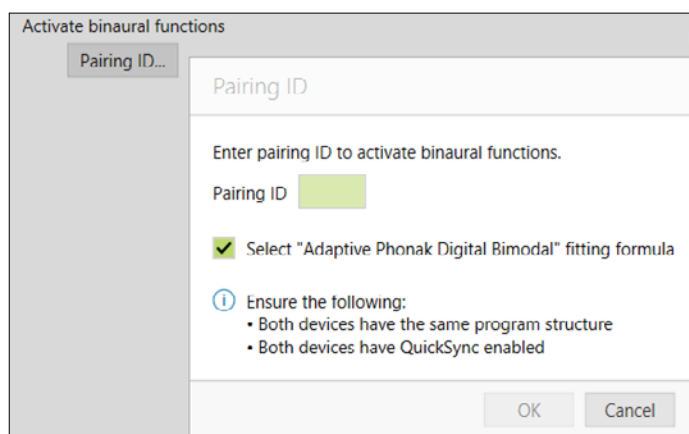 Activate binaural functions
Pairing ID...
Pairing ID
Enter pairing ID to activate binaural functions.
Pairing ID
Select "Adaptive Phonak Digital Bimodal" fitting formula
Ensure the following:
• Both devices have the same program structure
• Both devices have QuickSync enabled
OK Cancel